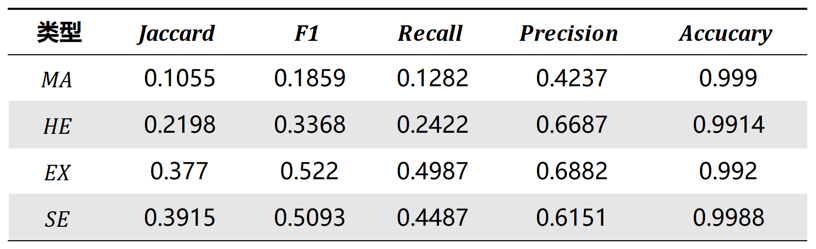 类型 Jaccard F1 Recall Precision Accucary
MA 0.1055 0.1859 0.1282 0.4237 0.999
HE 0.2198 0.3368 0.2422 0.6687 0.9914
EX 0.377 0.522 0.4987 0.6882 0.992
SE 0.3915 0.5093 0.4487 0.6151 0.9988